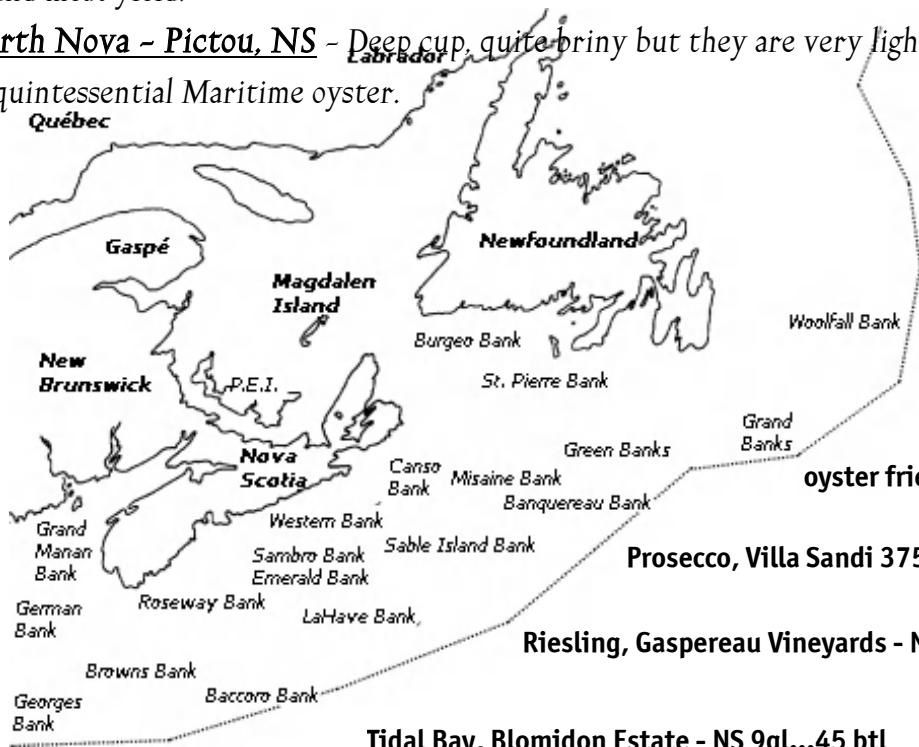 rth Nova ~ Pictou, NS ~ Deep cup, quite briny but they are very
quintessential Maritime oyster.
Labrador
Québec
Gaspé
Newfoundland
Magdalen
Island
Woolfall Bank
Burgeo Bank
New
Brunswick
P.E.I.
St. Pierre Bank
Grand
Banks
Green Banks
Nova
Scotia
Canso
Bank
Misaine Bank
oyster
Banquereau Bank
Western Bank
Grand
Manan
Bank
Sable Island Bank
Sambro Bank
Emerald Bank
Prosecco, Villa Sandi 375
Roseway Bank
German
Bank
LaHave Bank
Riesling, Gaspereau Vineyards - N
Browns Bank
Baccoro Bank
Georges
Bank
Tidal Bay, Blomidon Estate - NS 9gl...45 btl